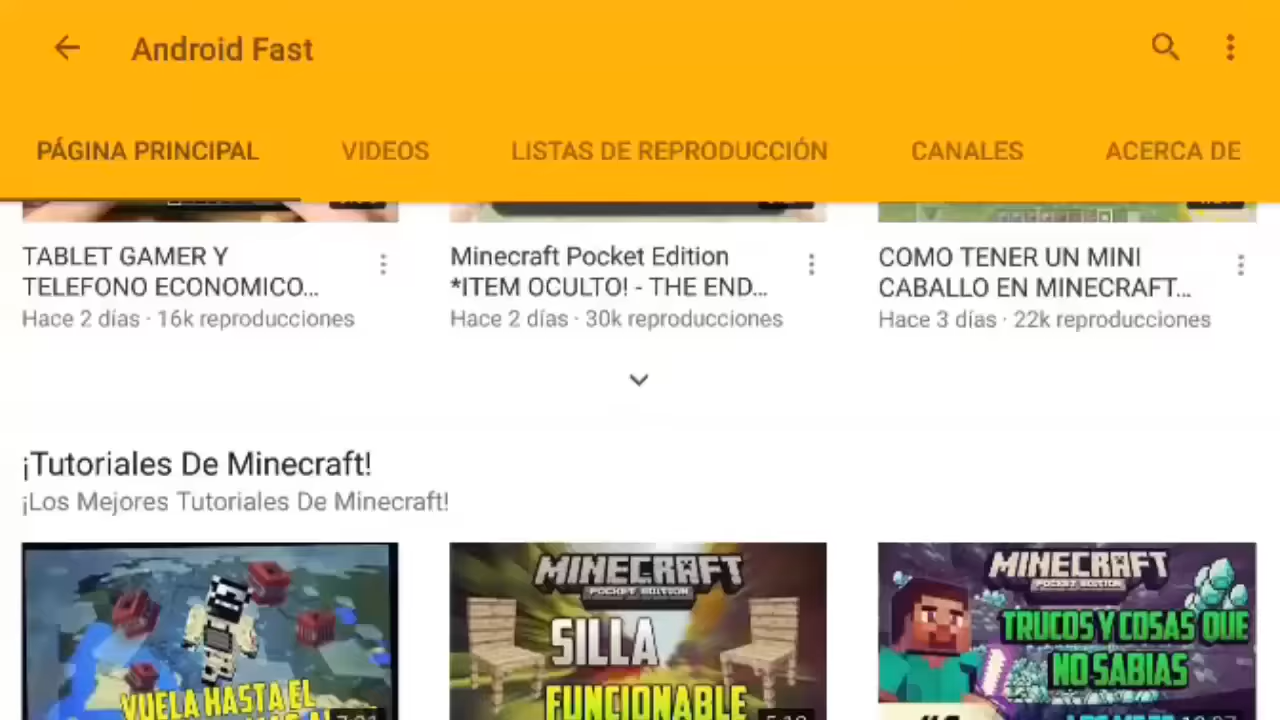 Android Fast
PÁGINA PRINCIPAL VIDEOS LISTAS DE REPRODUCCIÓN CANALES ACERCA DE
TABLET GAMER Y
TELEFONO ECONOMICO...
Hace 2 días · 16k reproducciones
Minecraft Pocket Edition
*ITEM OCULTO! - THE END...
Hace 2 días · 30k reproducciones
COMO TENER UN MINI
CABALLO EN MINECRAFT...
Hace 3 días · 22k reproducciones
¡Tutoriales De Minecraft!
¡Los Mejores Tutoriales De Minecraft!
VUELA HASTA EL
MINECRAFT
POCKET EDITION
SILLA
FUNCIONABLE
MINECRAFT
POCKET EDITION
TRUCOS Y COSAS QUE
NO SABIAS